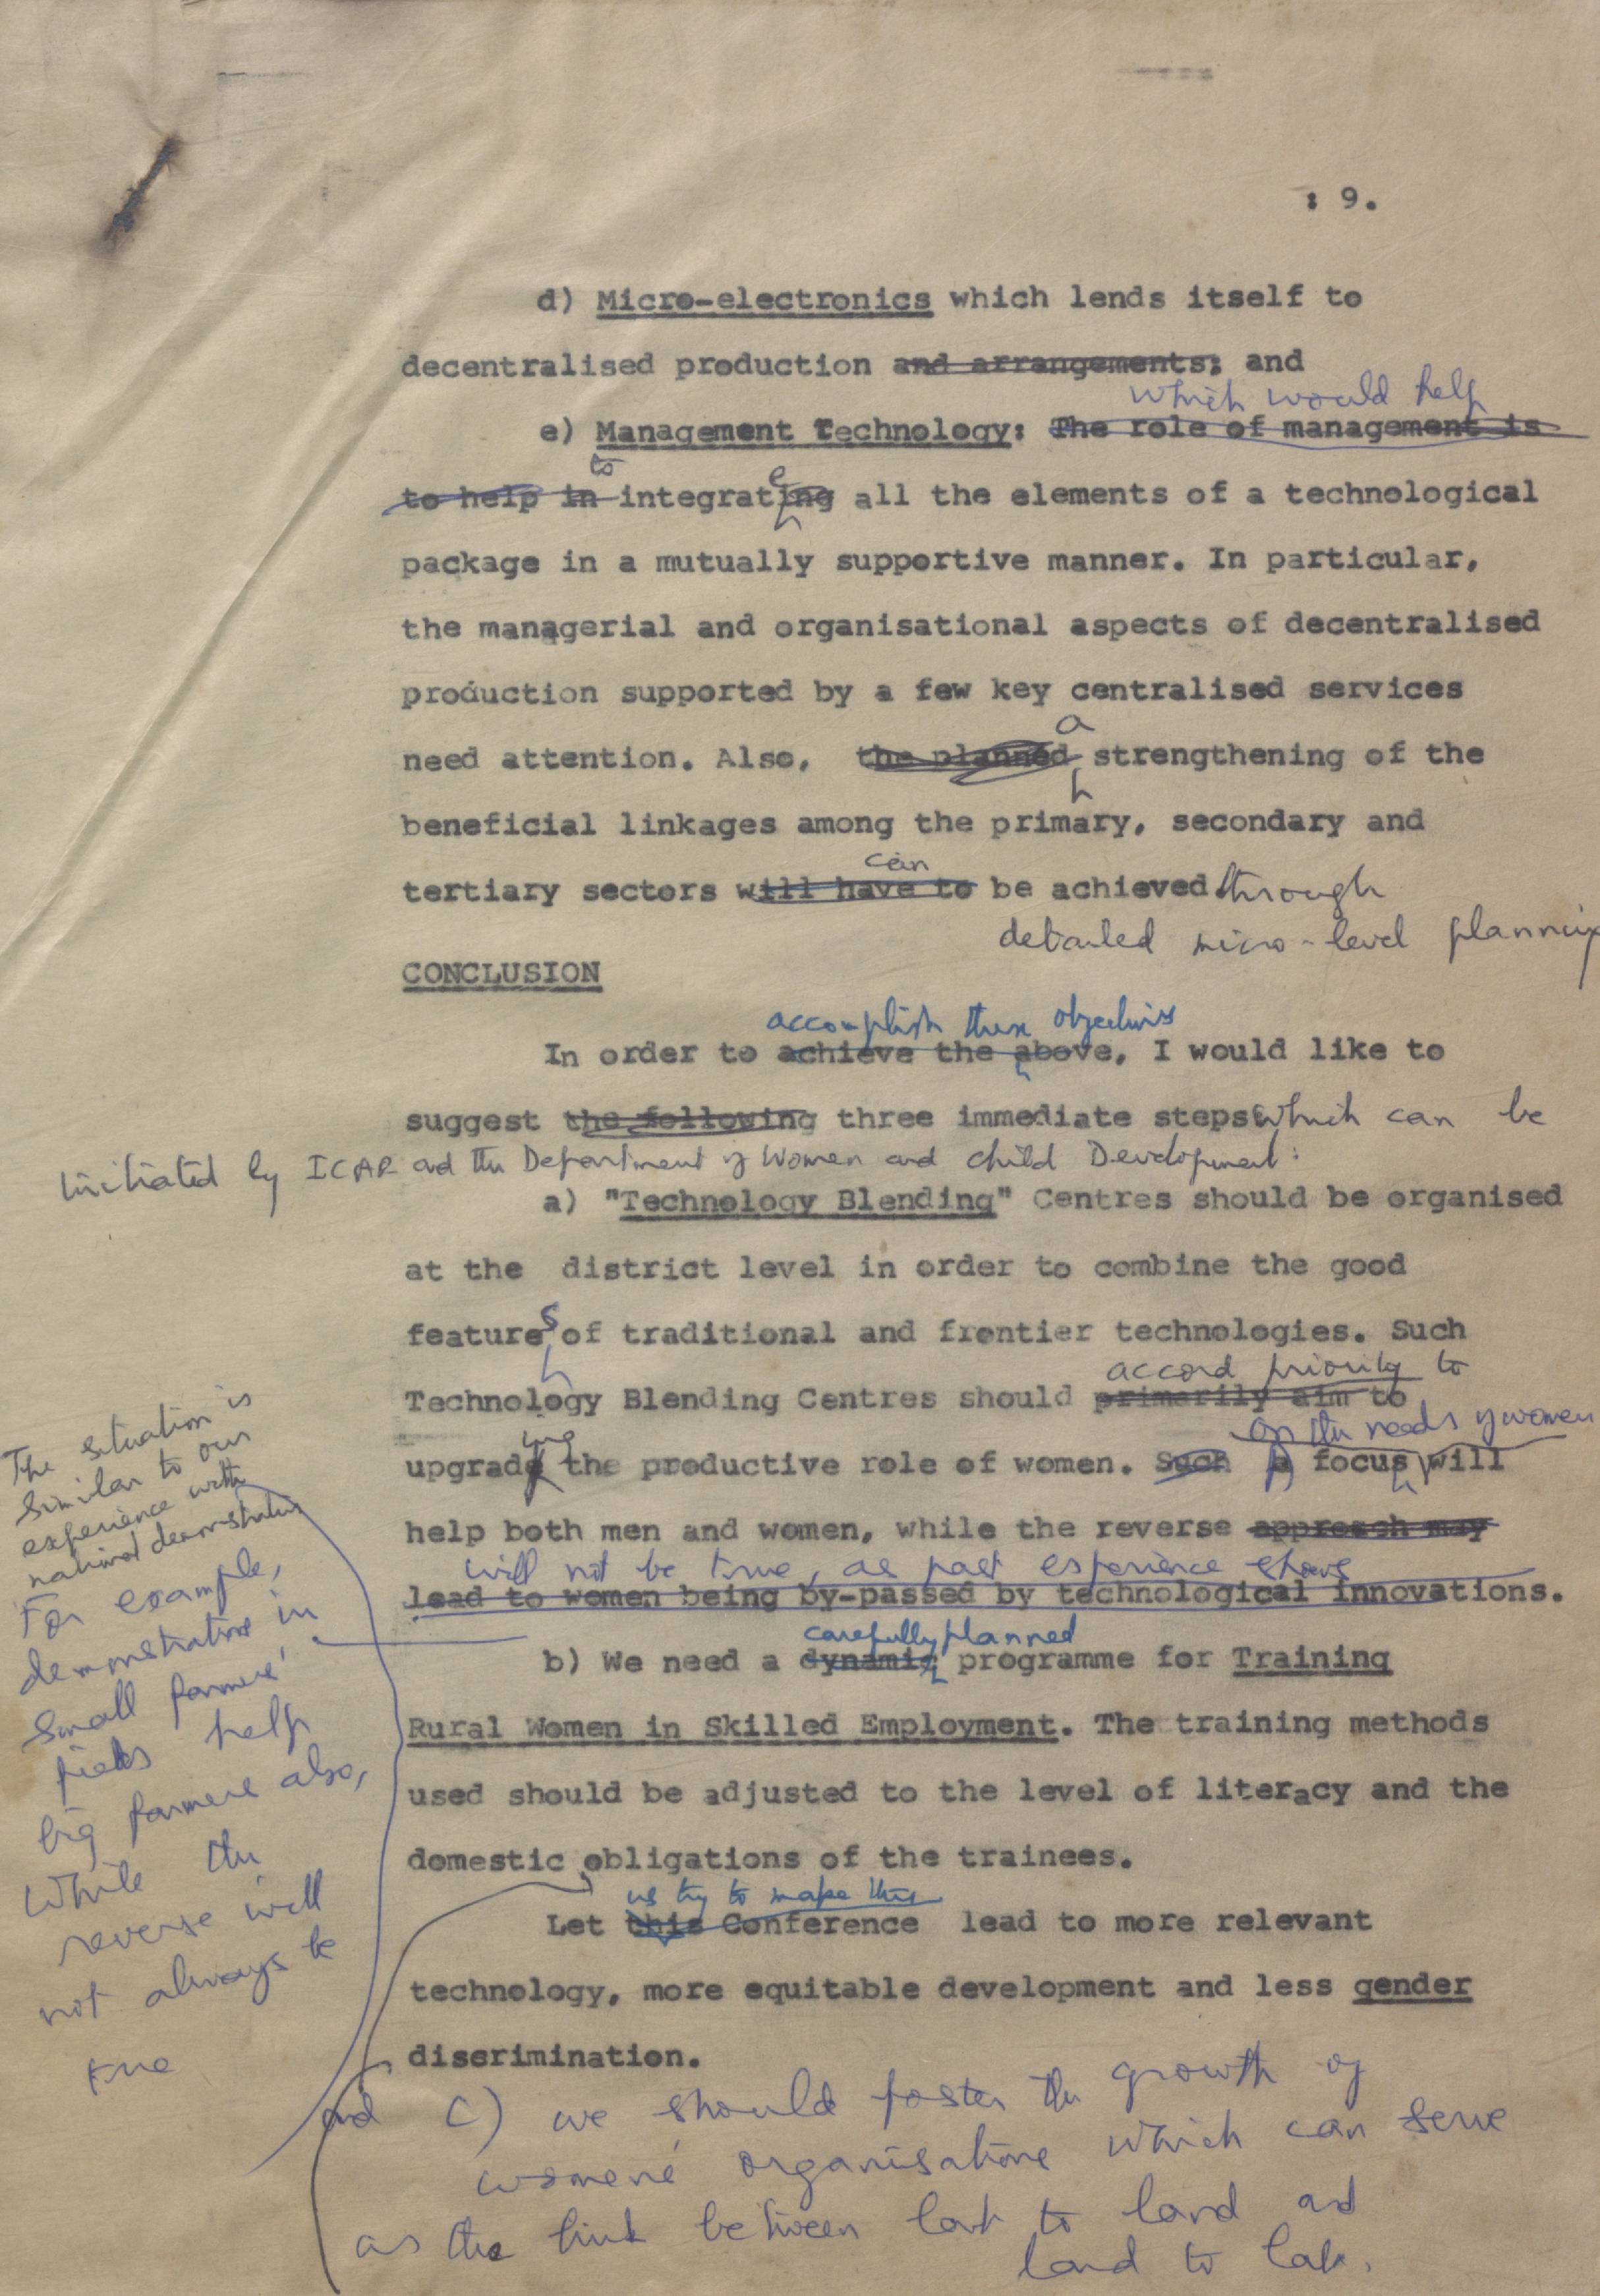 : 9.
d) Micro-electronics which lends itself to
decentralised production and arrangements; and
which would help
e) Management Technology: The role of management is
to e
to help in integrating all the elements of a technological
package in a mutually supportive manner. In particular,
the managerial and organisational aspects of decentralised
production supported by a few key centralised services
a
need attention. Also, the planned strengthening of the
beneficial linkages among the primary, secondary and
can
tertiary sectors will have to be achieved. through
detailed micro-level planning
CONCLUSION
accomplish these objectives
In order to achieve the above, I would like to
suggest the following three immediate steps which can be
initiated by ICAR and the Department of Women and Child Development:
a) "Technology Blending" Centres should be organised
at the district level in order to combine the good
s
feature of traditional and frontier technologies. Such
accord priority to
Technology Blending Centres should primarily aim to
ing on the needs of women
upgrade the productive role of women. Such a focus will
help both men and women, while the reverse approach may
will not be true, as past experience shows
lead to women being by-passed by technological innovations.
carefully planned
b) We need a dynamic programme for Training
Rural Women in Skilled Employment. The training methods
used should be adjusted to the level of literacy and the
domestic obligations of the trainees.
us try to make this
Let this Conference lead to more relevant
technology, more equitable development and less gender
discrimination.
and c) we should foster the growth of
women's organisations which can serve
as the link between lab to land and
land to lab.
The situation is
similar to our
experience with
national demonstration
For example,
demonstrations in
small farmers'
fields help
big farmers also,
while the
reverse will
not always be
true